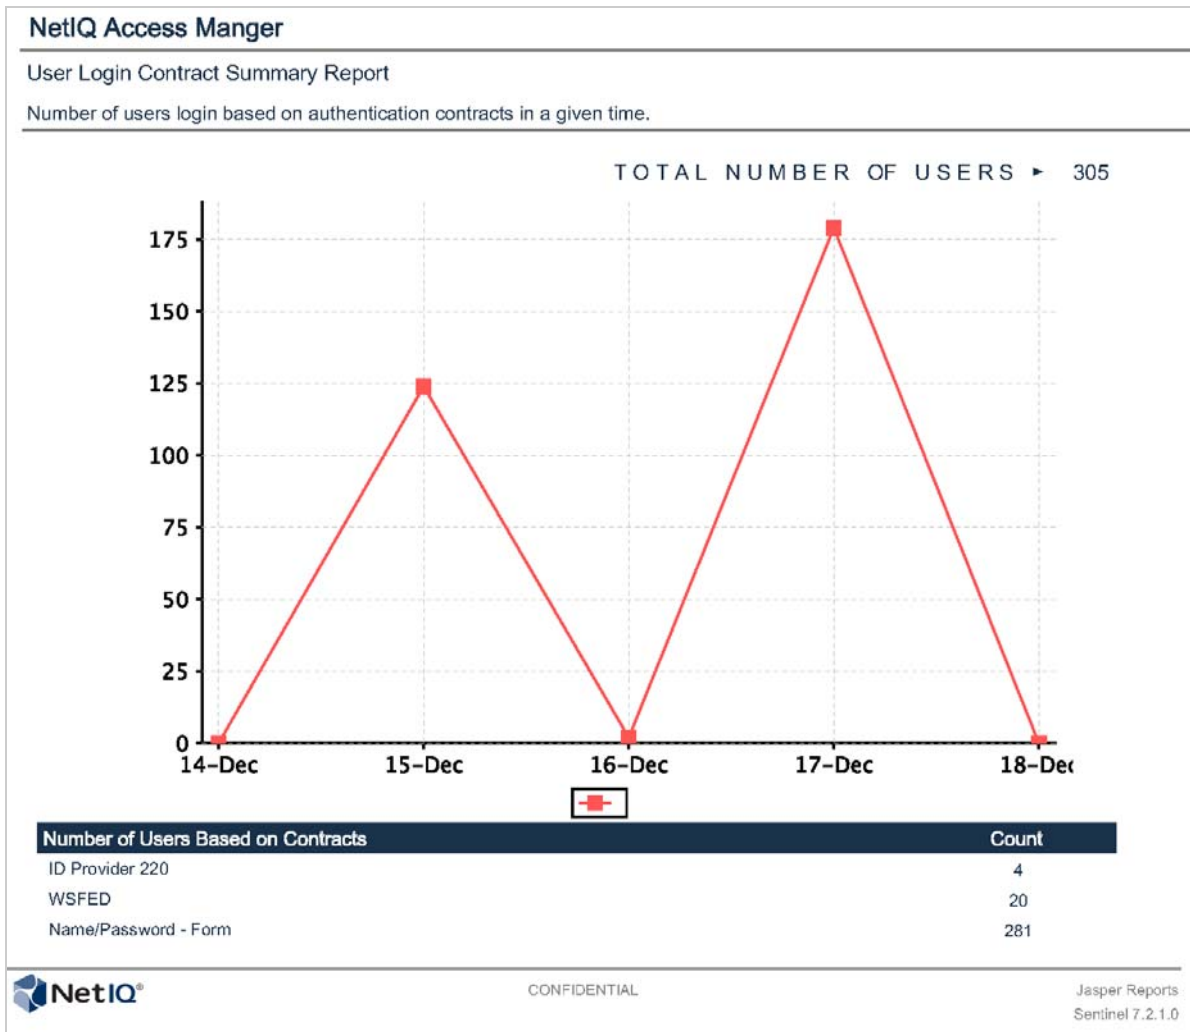 NetIQ Access Manger
User Login Contract Summary Report
Number of users login based on authentication contracts in a given time.
TOTAL NUMBER OF USERS ► 305
175
150
125
100
75
50
25
0
14-Dec 15-Dec 16-Dec 17-Dec 18-Dec
Number of Users Based on Contracts Count
ID Provider 220 4
WSFED 20
Name/Password - Form 281
NetIQ® CONFIDENTIAL Jasper Reports
Sentinel 7.2.1.0